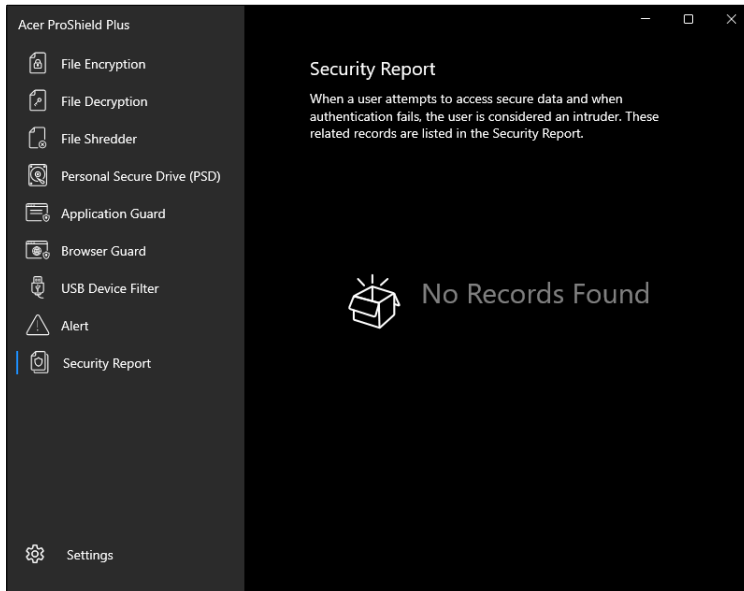 Acer ProShield Plus
File Encryption
File Decryption
File Shredder
Personal Secure Drive (PSD)
Application Guard
Browser Guard
USB Device Filter
Alert
Security Report
Settings
Security Report
When a user attempts to access secure data and when
authentication fails, the user is considered an intruder. These
related records are listed in the Security Report.
No Records Found